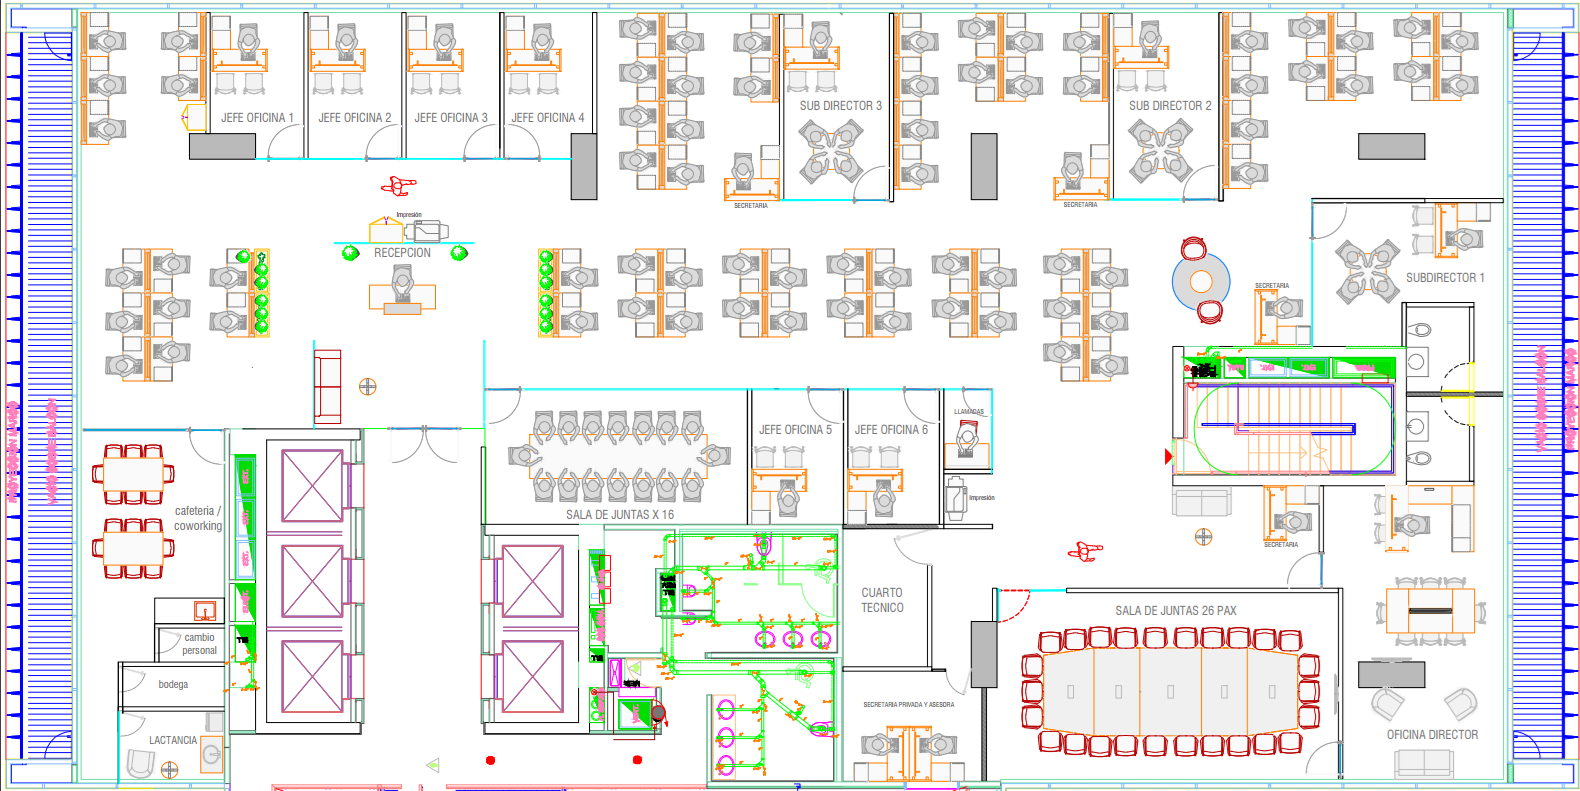 JEFE OFICINA 1
JEFE OFICINA 2
JEFE OFICINA 3
JEFE OFICINA 4
SUB DIRECTOR 3
SUB DIRECTOR 2
SECRETARIA
SECRETARIA
Impresión
RECEPCION
SUBDIRECTOR 1
SECRETARIA
LLAMADAS
JEFE OFICINA 5
JEFE OFICINA 6
Impresión
SALA DE JUNTAS X 16
cafeteria /
coworking
SECRETARIA
CUARTO
TECNICO
SALA DE JUNTAS 26 PAX
cambio
personal
bodega
SECRETARIA PRIVADA Y ASESORA
LACTANCIA
OFICINA DIRECTOR